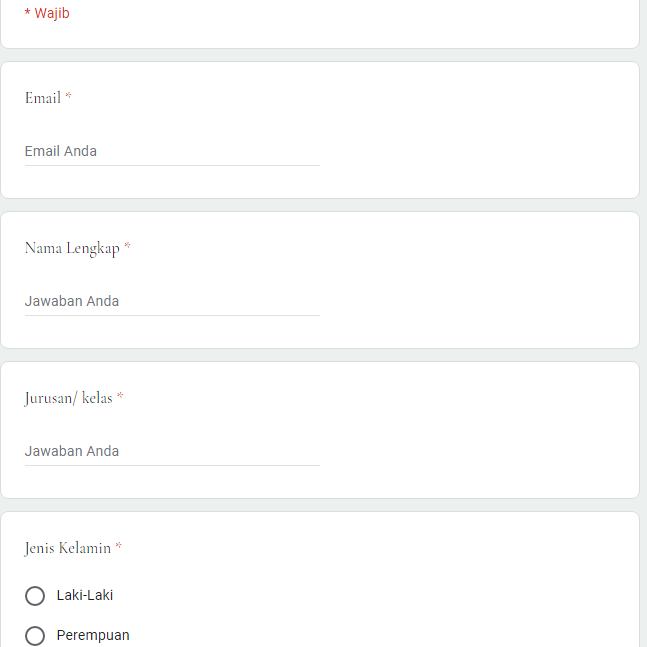 * Wajib
Email *
Email Anda
Nama Lengkap *
Jawaban Anda
Jurusan/ kelas *
Jawaban Anda
Jenis Kelamin *
Laki-Laki
Perempuan